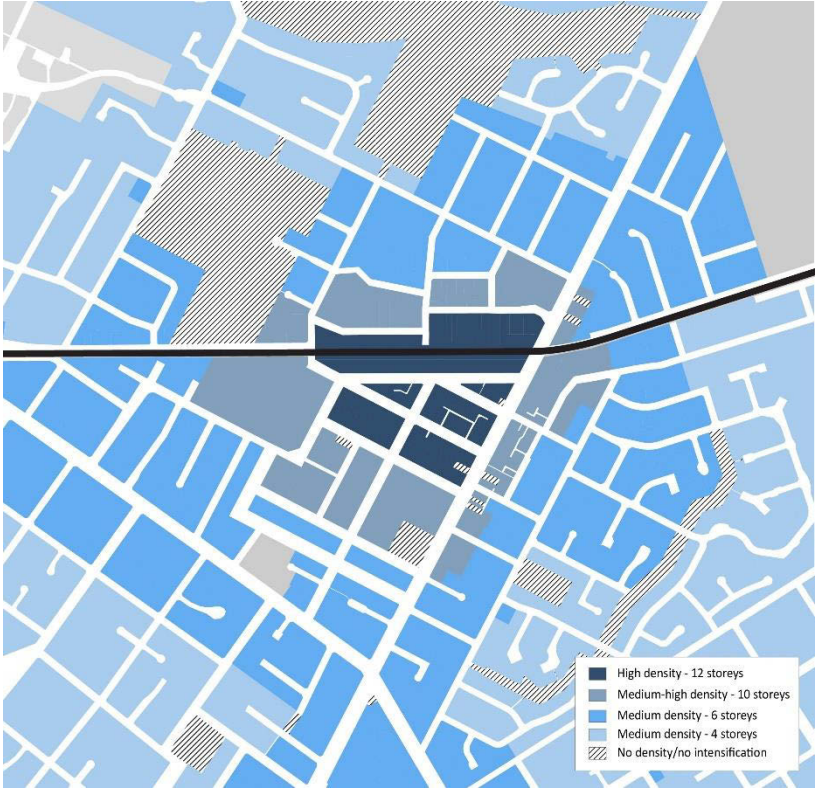 High density - 12 storeys
Medium-high density - 10 storeys
Medium density - 6 storeys
Medium density - 4 storeys
No density/no intensification